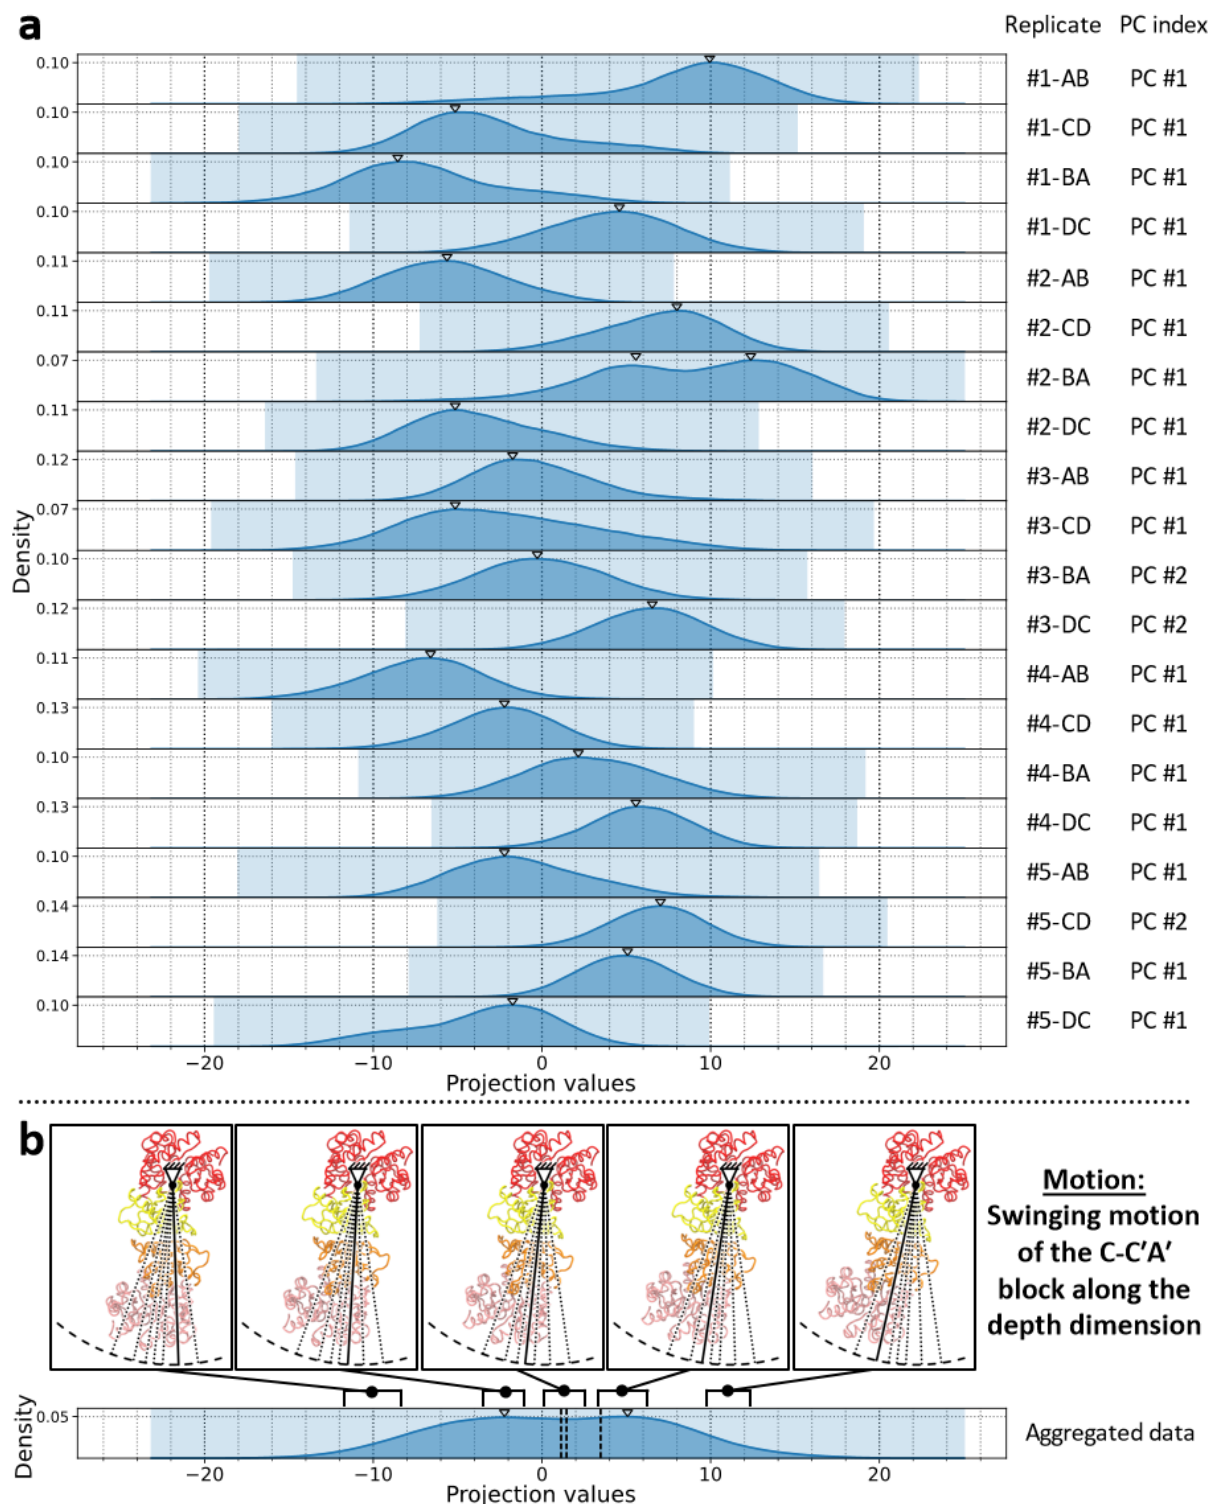 a
Replicate PC index
0.10 #1-AB PC #1
0.10 #1-CD PC #1
0.10 #1-BA PC #1
0.10 #1-DC PC #1
0.11 #2-AB PC #1
0.11 #2-CD PC #1
0.07 #2-BA PC #1
0.11 #2-DC PC #1
0.12 #3-AB PC #1
0.07 #3-CD PC #1
Density
0.10 #3-BA PC #2
0.12 #3-DC PC #2
0.11 #4-AB PC #1
0.13 #4-CD PC #1
0.10 #4-BA PC #1
0.13 #4-DC PC #1
0.10 #5-AB PC #1
0.14 #5-CD PC #2
0.14 #5-BA PC #1
0.10 #5-DC PC #1
−20 −10 0 10 20
Projection values
b
Motion:
Swinging motion
of the C-C′A′
block along the
depth dimension
Density
0.05
Aggregated data
−20 −10 0 10 20
Projection values